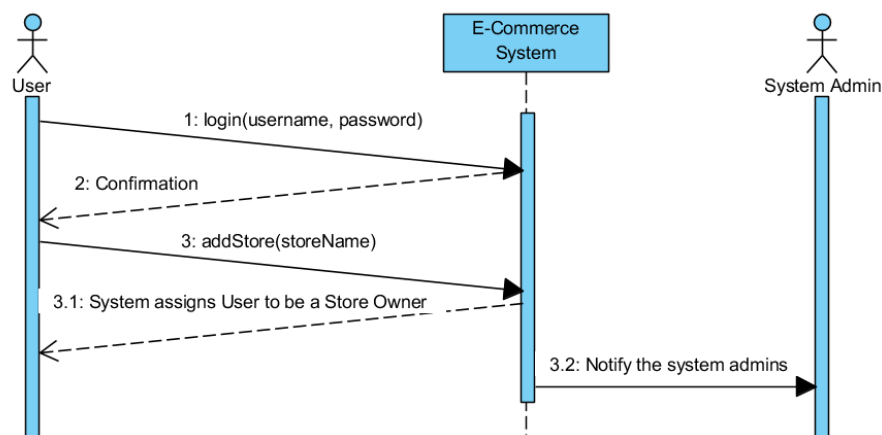 E-Commerce
System
User
System Admin
1: login(username, password)
2: Confirmation
3: addStore(storeName)
3.1: System assigns User to be a Store Owner
3.2: Notify the system admins